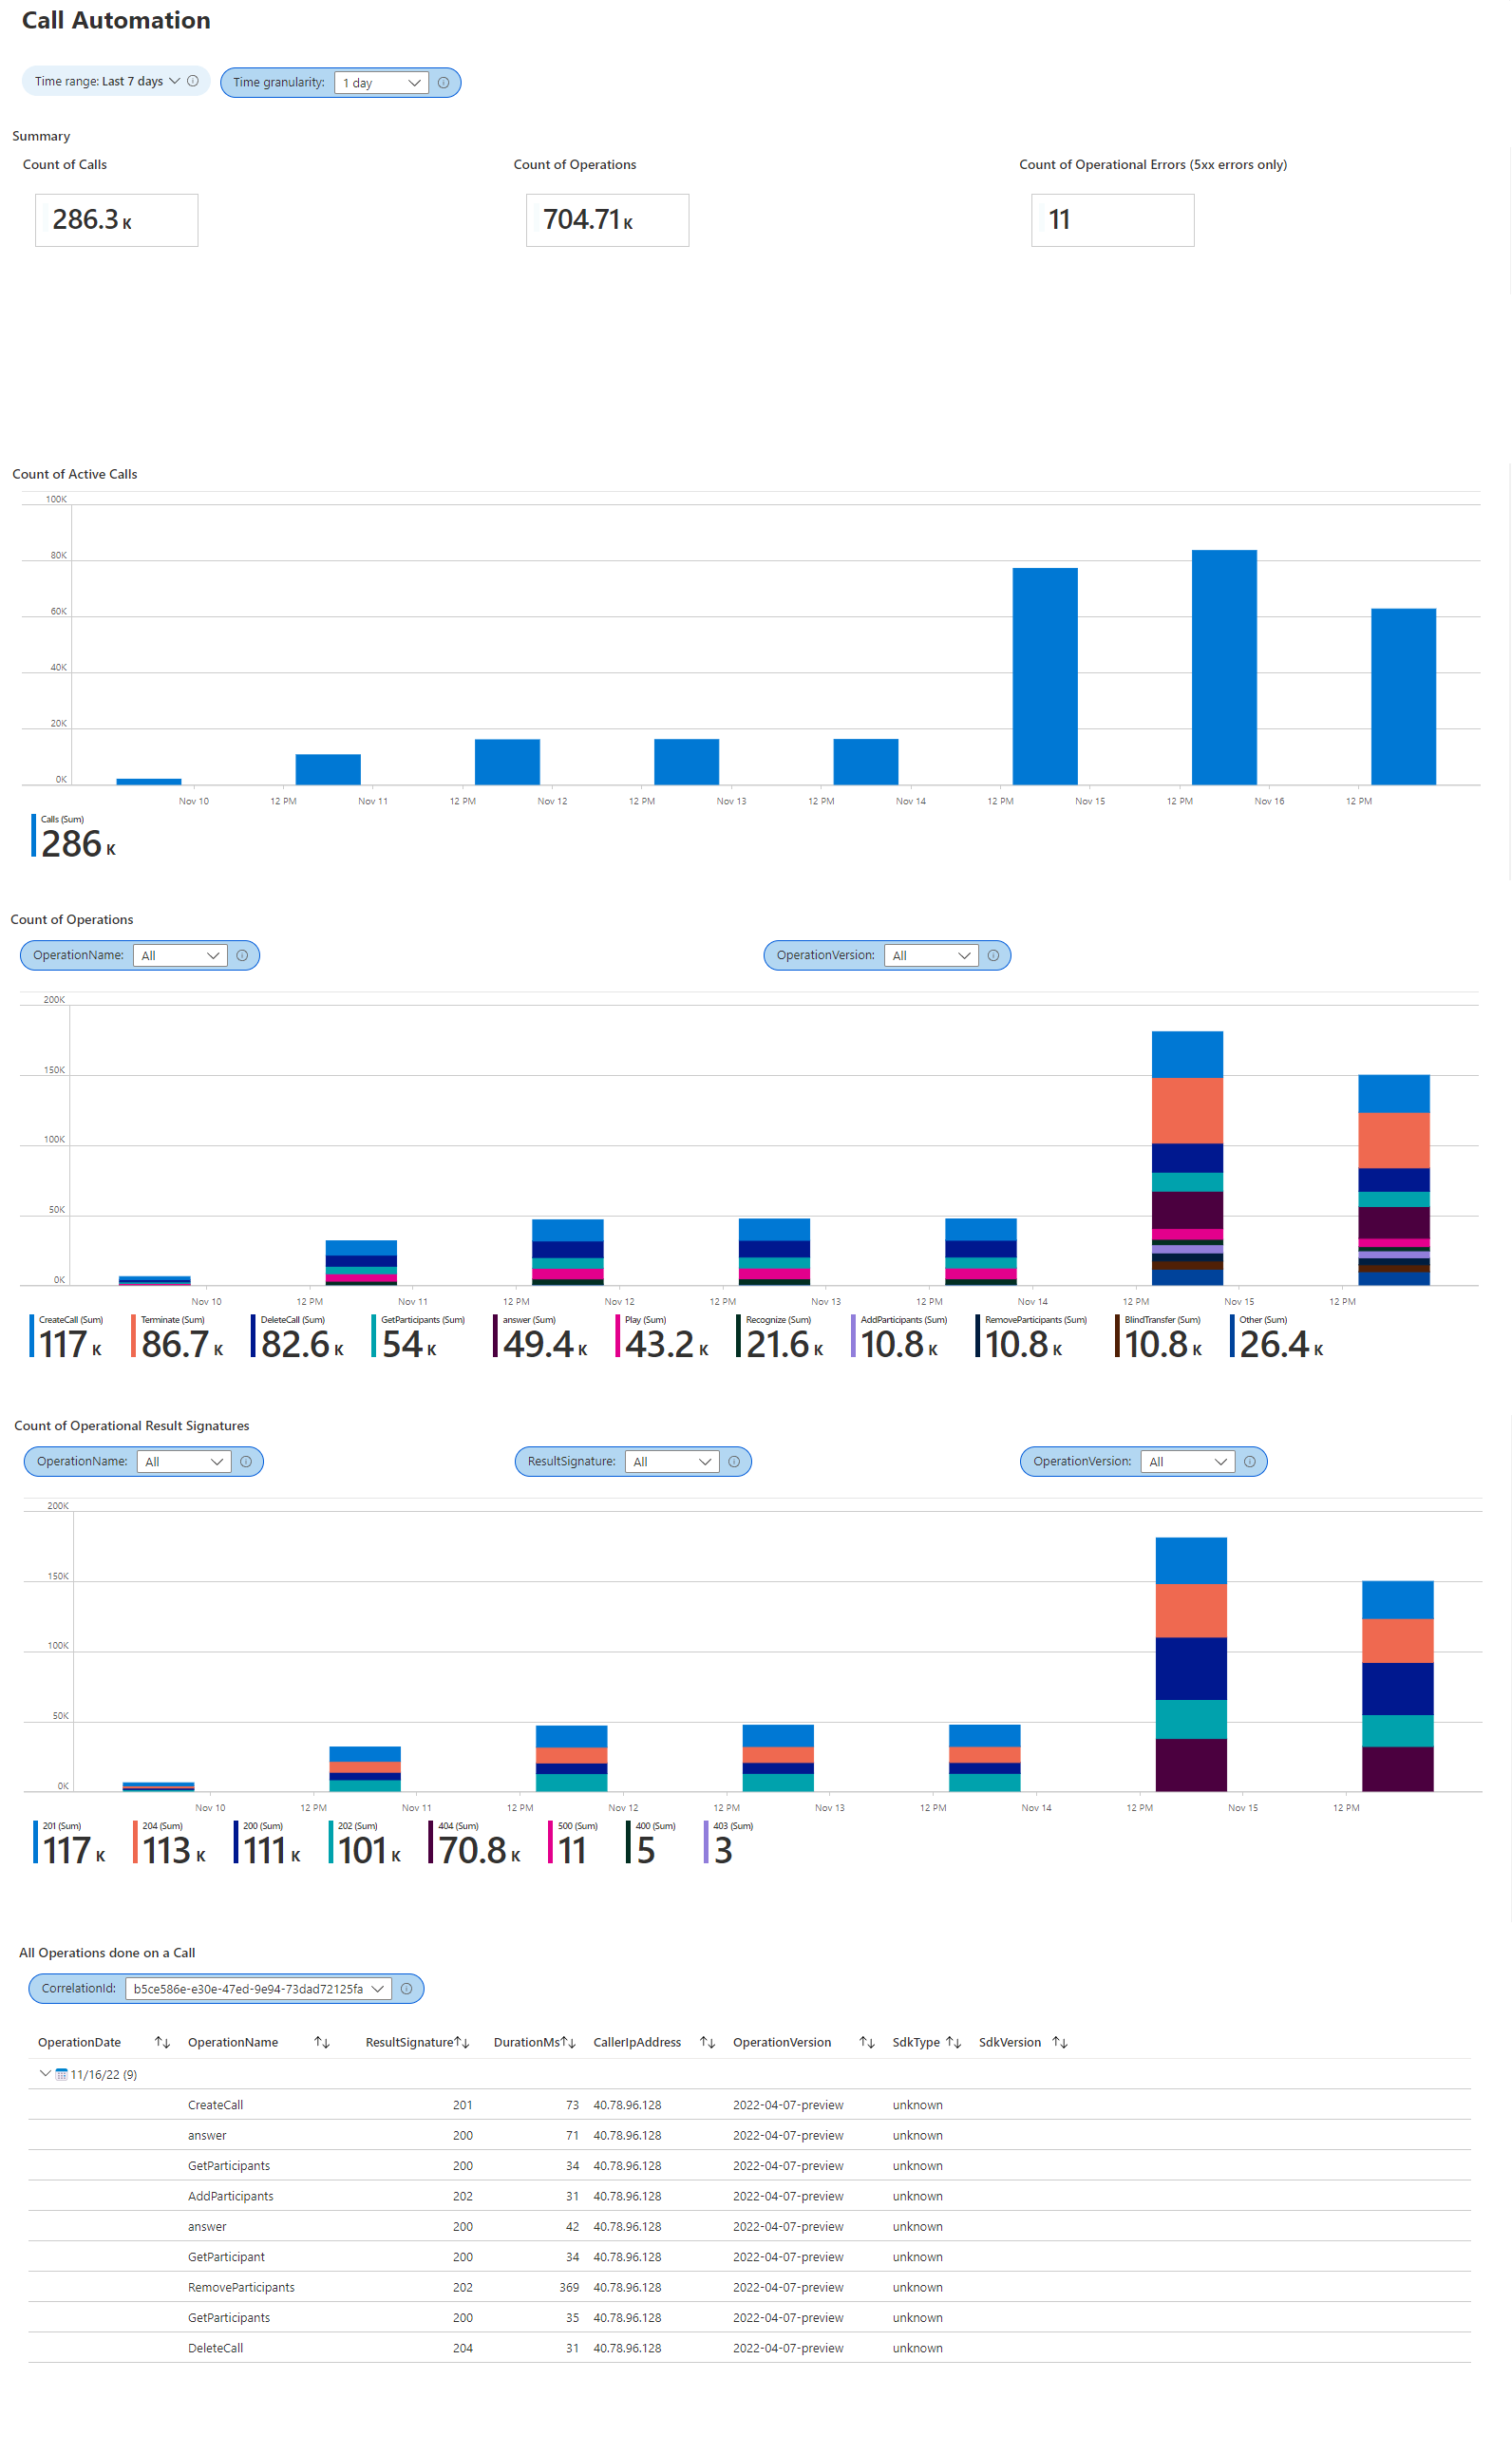 Call Automation
Time range: Last 7 days
Time granularity: 1 day
Summary
Count of Calls Count of Operations Count of Operational Errors (5xx errors only)
286.3 K 704.71 K 11
Count of Active Calls
100K
80K
60K
40K
20K
0K
Nov 10 12 PM Nov 11 12 PM Nov 12 12 PM Nov 13 12 PM Nov 14 12 PM Nov 15 12 PM Nov 16 12 PM
Calls (Sum)
286 K
Count of Operations
OperationName: All OperationVersion: All
200K
150K
100K
50K
0K
Nov 10 12 PM Nov 11 12 PM Nov 12 12 PM Nov 13 12 PM Nov 14 12 PM Nov 15 12 PM
CreateCall (Sum) Terminate (Sum) DeleteCall (Sum) GetParticipants (Sum) answer (Sum) Play (Sum) Recognize (Sum) AddParticipants (Sum) RemoveParticipants (Sum) BlindTransfer (Sum) Other (Sum)
117 K 86.7 K 82.6 K 54 K 49.4 K 43.2 K 21.6 K 10.8 K 10.8 K 10.8 K 26.4 K
Count of Operational Result Signatures
OperationName: All ResultSignature: All OperationVersion: All
200K
150K
100K
50K
0K
Nov 10 12 PM Nov 11 12 PM Nov 12 12 PM Nov 13 12 PM Nov 14 12 PM Nov 15 12 PM
201 (Sum) 204 (Sum) 200 (Sum) 202 (Sum) 404 (Sum) 500 (Sum) 400 (Sum) 403 (Sum)
117 K 113 K 111 K 101 K 70.8 K 11 5 3
All Operations done on a Call
CorrelationId: b5ce586e-e30e-47ed-9e94-73dad72125fa
OperationDate OperationName ResultSignature DurationMs CallerIpAddress OperationVersion SdkType SdkVersion
11/16/22 (9)
CreateCall 201 73 40.78.96.128 2022-04-07-preview unknown
answer 200 71 40.78.96.128 2022-04-07-preview unknown
GetParticipants 200 34 40.78.96.128 2022-04-07-preview unknown
AddParticipants 202 31 40.78.96.128 2022-04-07-preview unknown
answer 200 42 40.78.96.128 2022-04-07-preview unknown
GetParticipant 200 34 40.78.96.128 2022-04-07-preview unknown
RemoveParticipants 202 369 40.78.96.128 2022-04-07-preview unknown
GetParticipants 200 35 40.78.96.128 2022-04-07-preview unknown
DeleteCall 204 31 40.78.96.128 2022-04-07-preview unknown